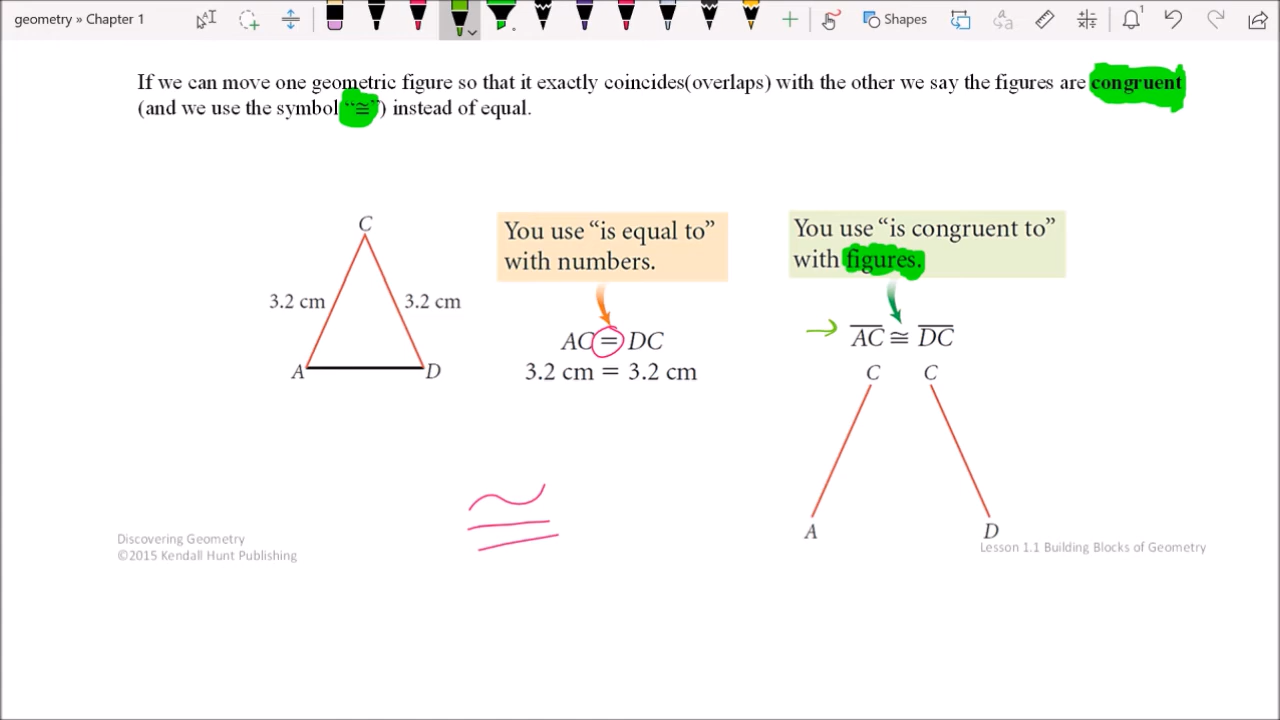 geometry » Chapter 1
Shapes
If we can move one geometric figure so that it exactly coincides(overlaps) with the other we say the figures are congruent
(and we use the symbol "≅") instead of equal.
C
3.2 cm
3.2 cm
A
D
You use “is equal to”
with numbers.
AC = DC
3.2 cm = 3.2 cm
You use “is congruent to”
with figures.
→ A̅C̅ ≅ D̅C̅
C C
A D
≅
Discovering Geometry
©2015 Kendall Hunt Publishing
Lesson 1.1 Building Blocks of Geometry